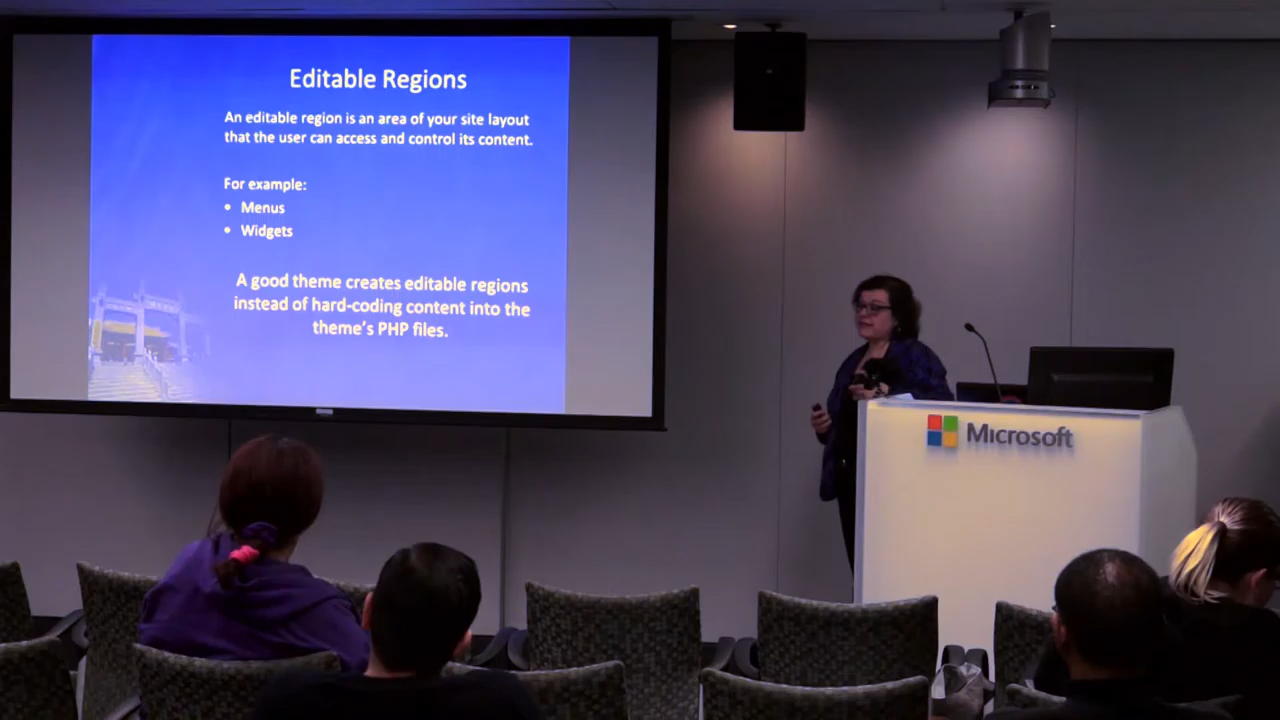 Editable Regions
An editable region is an area of your site layout
that the user can access and control its content.
For example:
• Menus
• Widgets
A good theme creates editable regions
instead of hard-coding content into the
theme's PHP files.
Microsoft